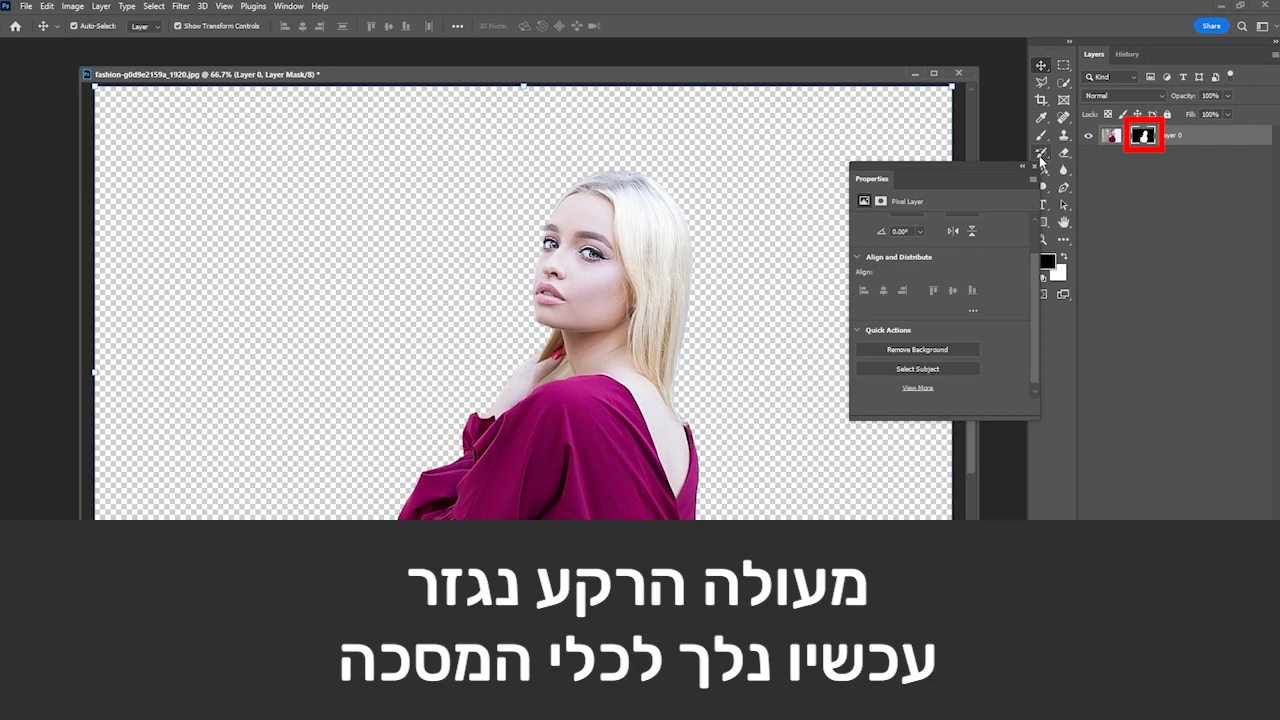 File Edit Image Layer Type Select Filter 3D View Plugins Window Help
Auto-Select: Layer Show Transform Controls 3D Mode: Share
fashion-g0d9e2159a_1920.jpg @ 66.7% (Layer 0, Layer Mask/8) *
Layers History
Kind
Normal Opacity: 100%
Lock: Fill: 100%
ayer 0
Properties
Pixel Layer
0.00°
Align and Distribute
Align:
Quick Actions
Remove Background
Select Subject
View More
מעולה הרקע נגזר
עכשיו נלך לכלי המסכה